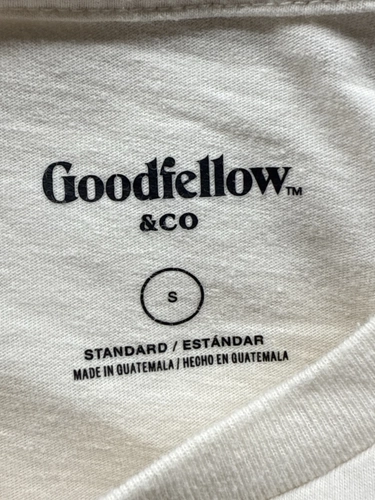 Goodfellow™
&CO
S
STANDARD / ESTÁNDAR
MADE IN GUATEMALA / HECHO EN GUATEMALA